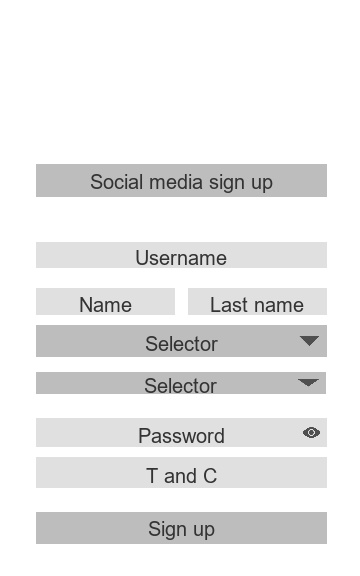 Social media sign up
Username
Name
Last name
Selector
Selector
Password
T and C
Sign up